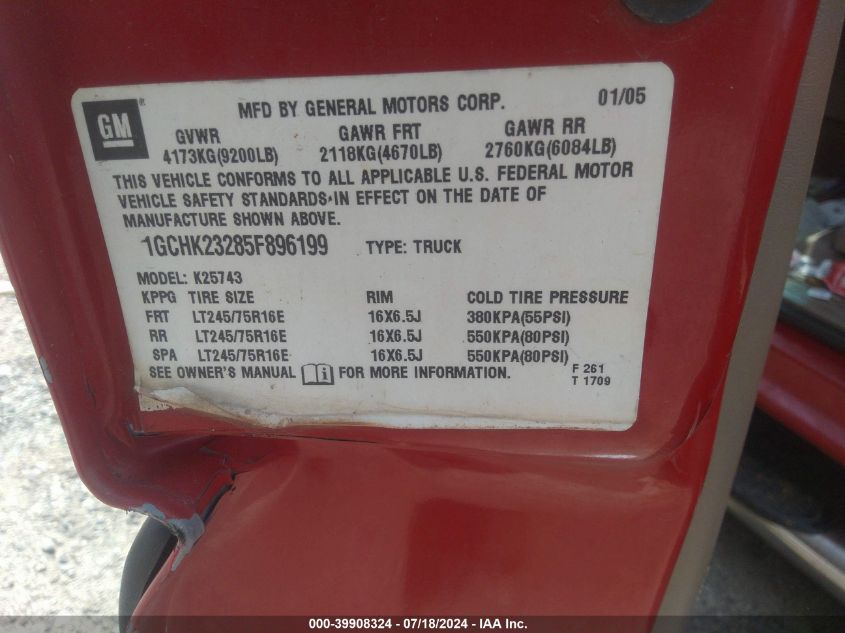 GM ® MFD BY GENERAL MOTORS CORP. 01/05
GVWR GAWR FRT GAWR RR
4173KG(9200LB) 2118KG(4670LB) 2760KG(6084LB)
THIS VEHICLE CONFORMS TO ALL APPLICABLE U.S. FEDERAL MOTOR
VEHICLE SAFETY STANDARDS IN EFFECT ON THE DATE OF
MANUFACTURE SHOWN ABOVE.
1GCHK23285F896199 TYPE: TRUCK
MODEL: K25743
KPPG TIRE SIZE RIM COLD TIRE PRESSURE
FRT LT245/75R16E 16X6.5J 380KPA(55PSI)
RR LT245/75R16E 16X6.5J 550KPA(80PSI)
SPA LT245/75R16E 16X6.5J 550KPA(80PSI)
SEE OWNER'S MANUAL FOR MORE INFORMATION. F 261
T 1709
000-39908324 - 07/18/2024 - IAA Inc.